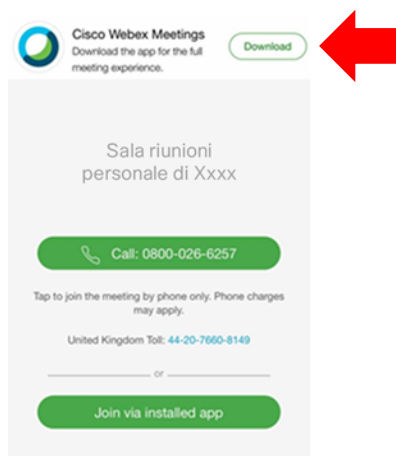 Cisco Webex Meetings
Download the app for the full
meeting experience.
Download
Sala riunioni
personale di Xxxx
Call: 0800-026-6257
Tap to join the meeting by phone only. Phone charges
may apply.
United Kingdom Toll: 44-20-7660-8149
or
Join via installed app